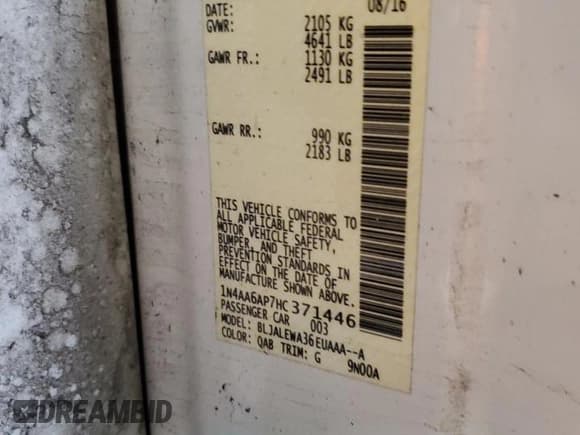 DATE: 08/16
GVWR: 2105 KG
4641 LB
GAWR FR.: 1130 KG
2491 LB
GAWR RR.: 990 KG
2183 LB
THIS VEHICLE CONFORMS TO
ALL APPLICABLE FEDERAL
MOTOR VEHICLE SAFETY,
BUMPER, AND THEFT
PREVENTION STANDARDS IN
EFFECT ON THE DATE OF
MANUFACTURE SHOWN ABOVE.
1N4AA6AP7HC371446
PASSENGER CAR 003
MODEL: BLJALEWA36EUAAA--A
COLOR: QAB TRIM: G 9N00A
DREAMBID